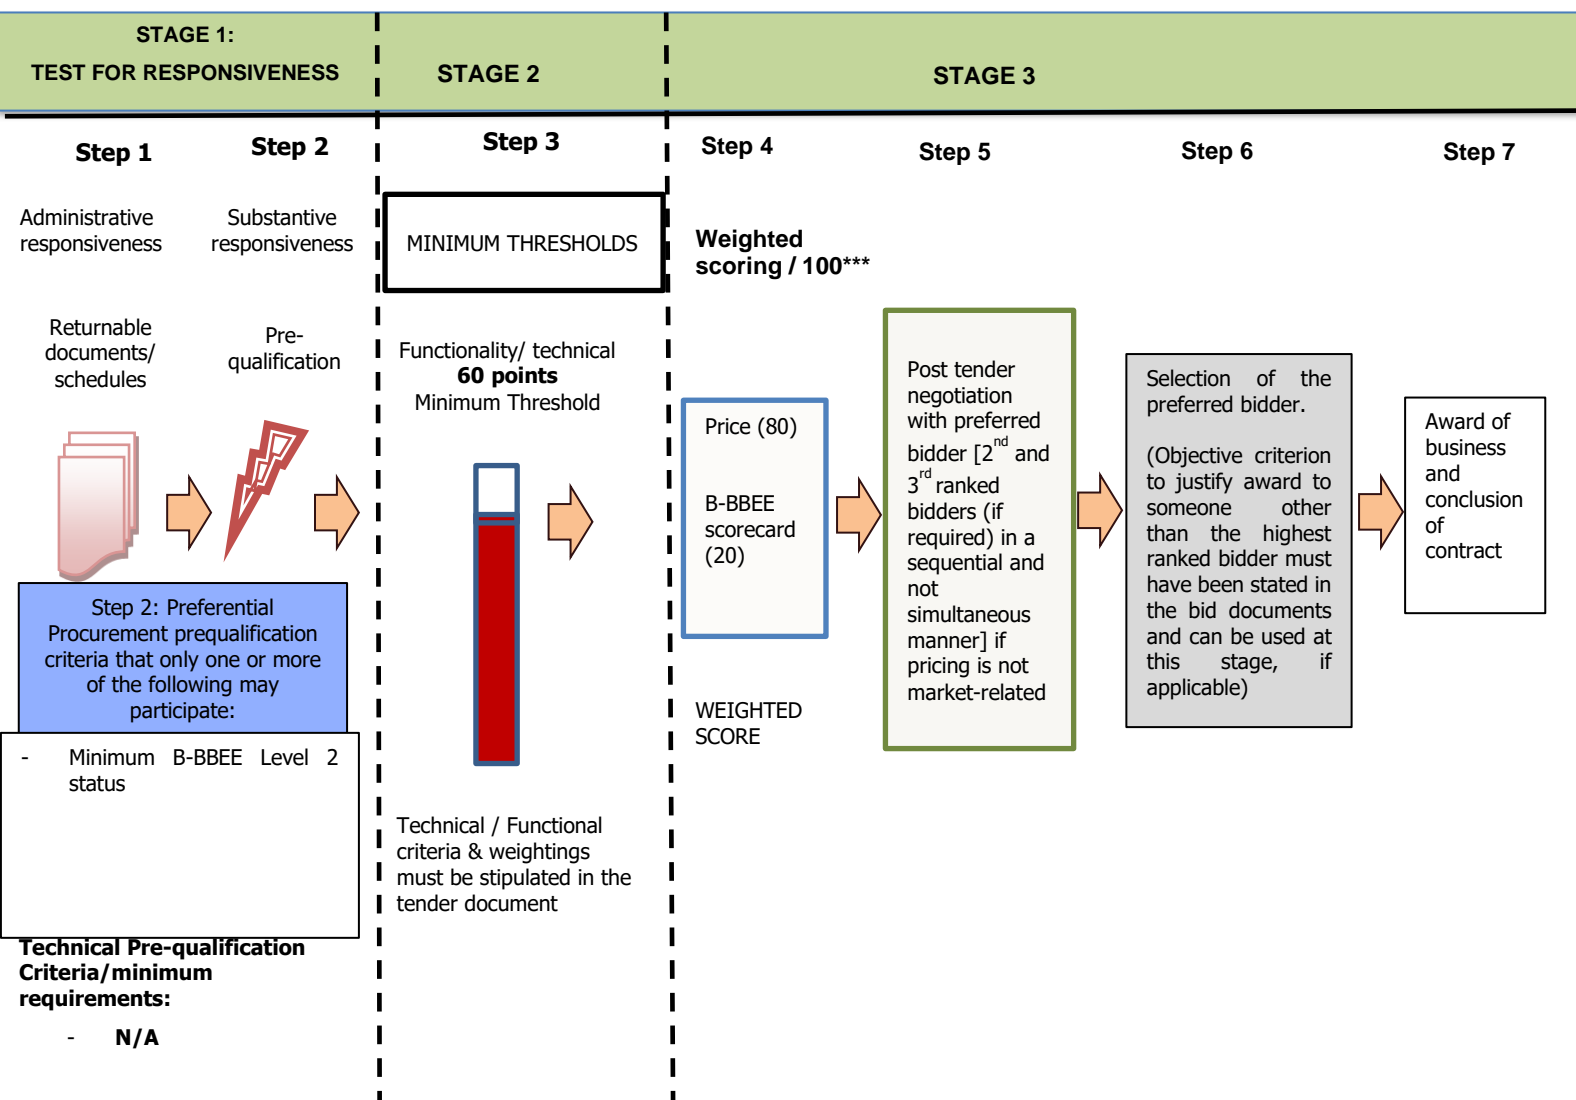 STAGE 1:
TEST FOR RESPONSIVENESS
STAGE 2
STAGE 3
Step 1
Step 2
Step 3
Step 4
Step 5
Step 6
Step 7
Administrative
responsiveness
Substantive
responsiveness
MINIMUM THRESHOLDS
Weighted
scoring / 100***
Returnable
documents/
schedules
Pre-
qualification
Functionality/ technical
60 points
Minimum Threshold
Price (80)
B-BBEE
scorecard
(20)
Post tender
negotiation
with preferred
bidder [2nd and
3rd ranked
bidders (if
required) in a
sequential and
not
simultaneous
manner] if
pricing is not
market-related
Selection of the
preferred bidder.
(Objective criterion
to justify award to
someone other
than the highest
ranked bidder must
have been stated in
the bid documents
and can be used at
this stage, if
applicable)
Award of
business
and
conclusion
of
contract
Step 2: Preferential
Procurement prequalification
criteria that only one or more
of the following may
participate:
- Minimum B-BBEE Level 2
status
WEIGHTED
SCORE
Technical / Functional
criteria & weightings
must be stipulated in the
tender document
Technical Pre-qualification
Criteria/minimum
requirements:
- N/A